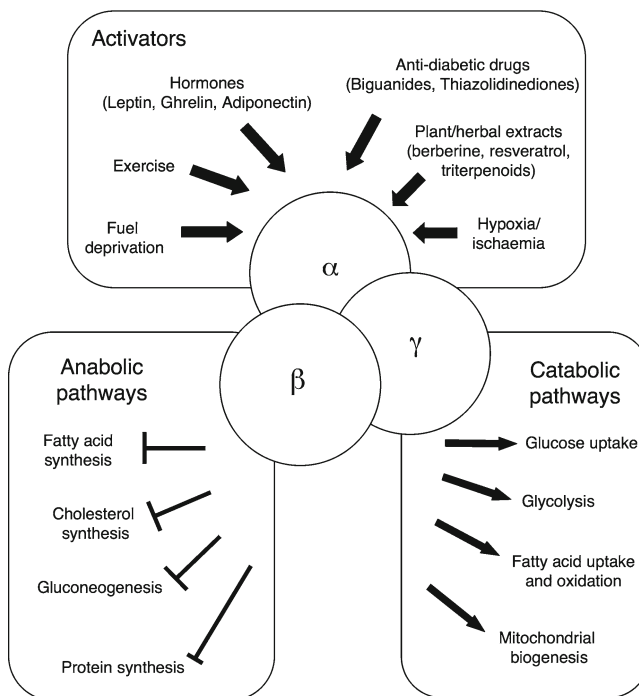 Activators
Hormones
(Leptin, Ghrelin, Adiponectin)
Anti-diabetic drugs
(Biguanides, Thiazolidinediones)
Exercise
Plant/herbal extracts
(berberine, resveratrol,
triterpenoids)
Fuel
deprivation
Hypoxia/
ischaemia
α
β
γ
Anabolic
pathways
Fatty acid
synthesis
Cholesterol
synthesis
Gluconeogenesis
Protein synthesis
Catabolic
pathways
Glucose uptake
Glycolysis
Fatty acid uptake
and oxidation
Mitochondrial
biogenesis